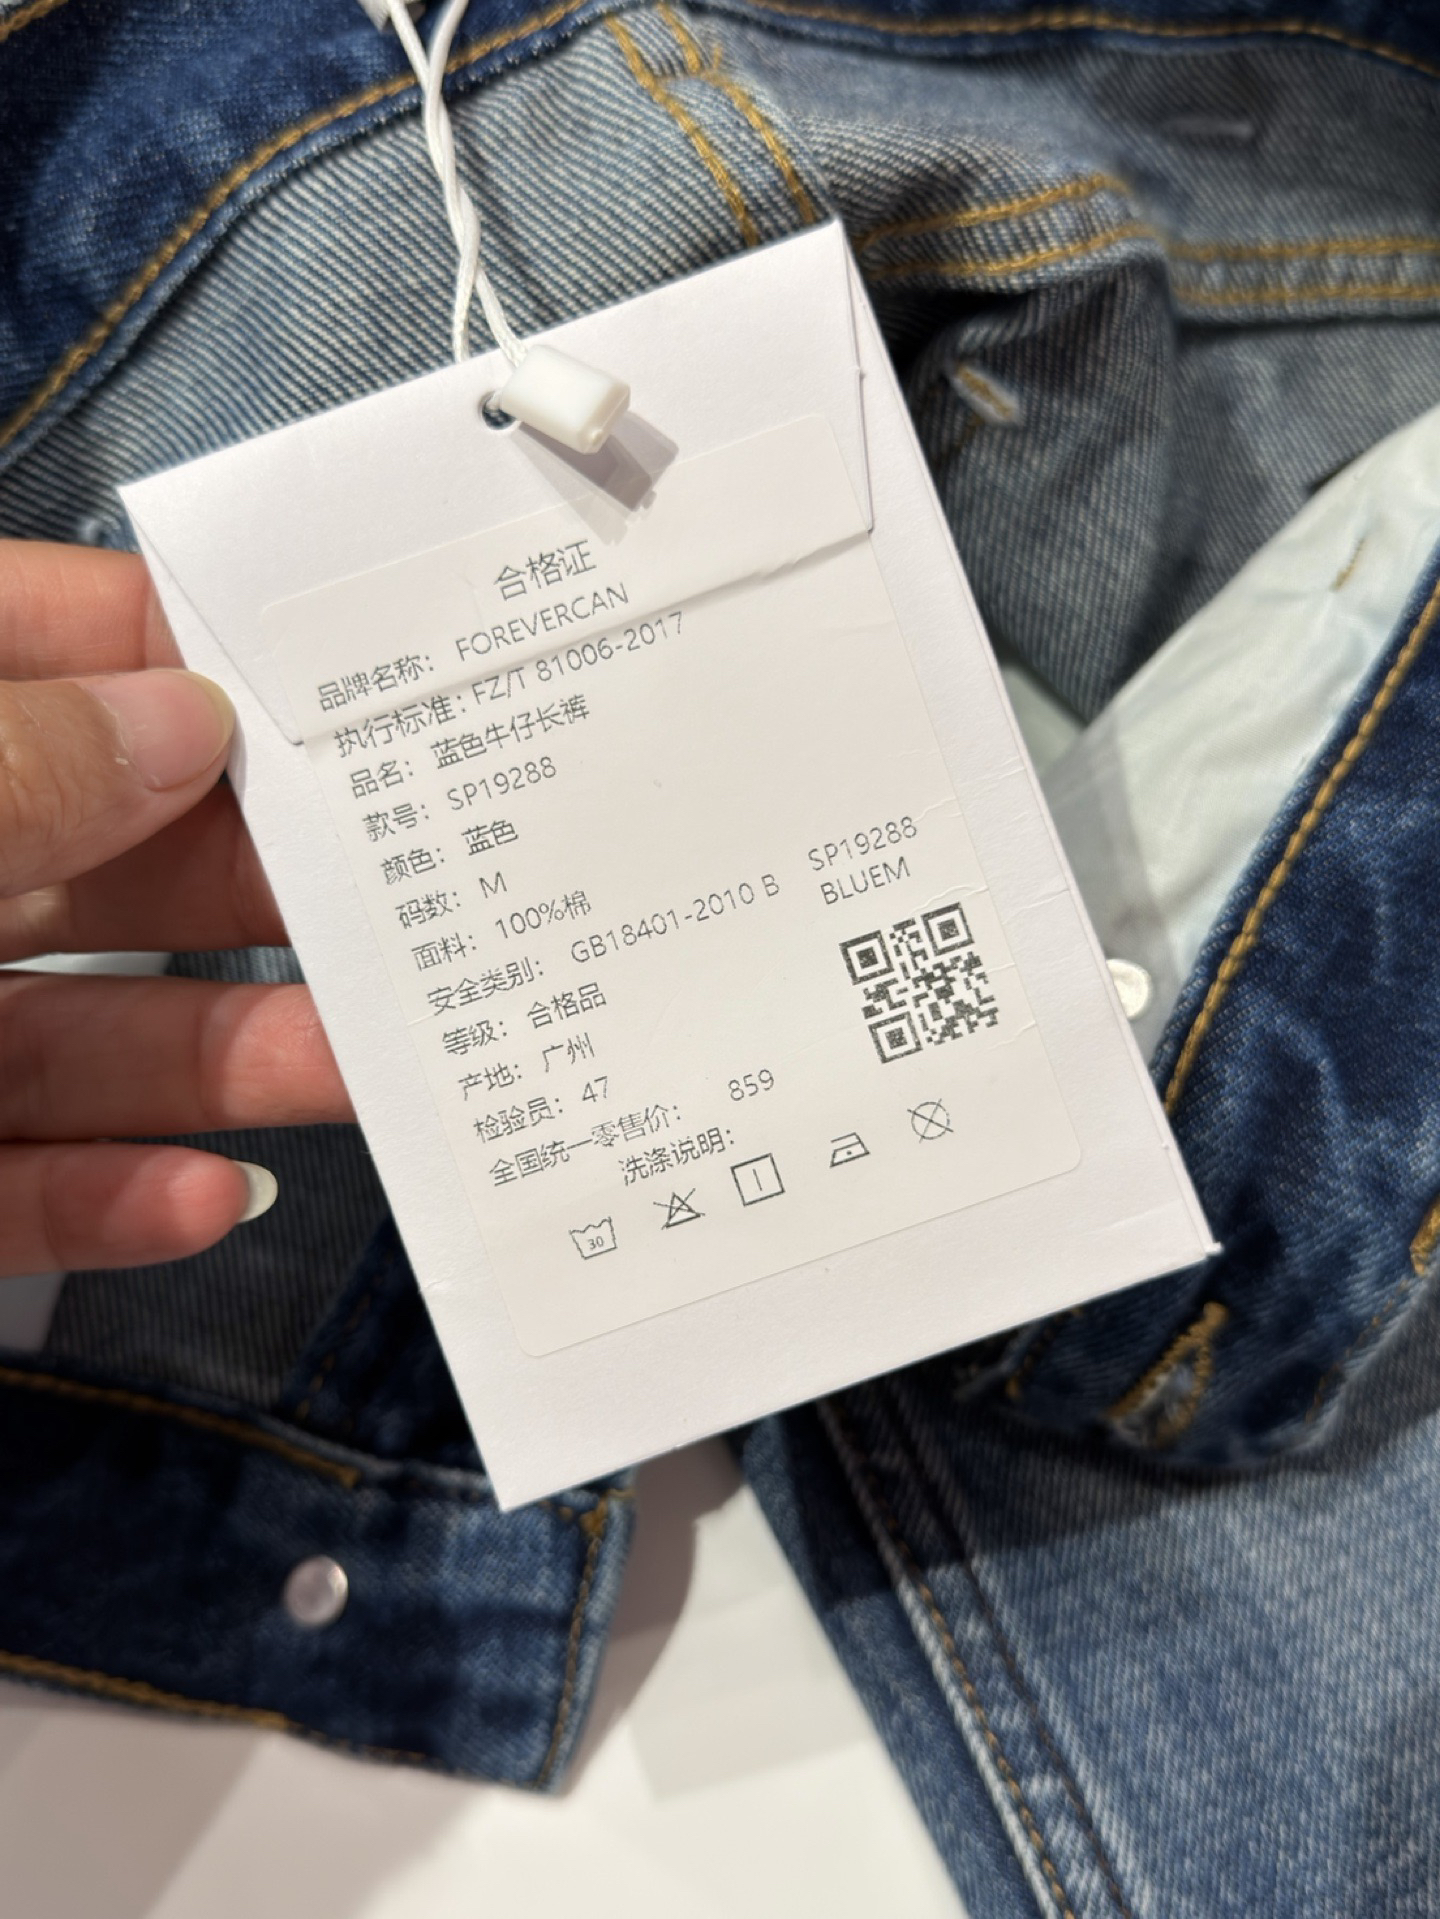 合格证
品牌名称： FOREVERCAN
执行标准：FZ/T 81006-2017
品名： 蓝色牛仔长裤
款号： SP19288
颜色： 蓝色
码数： M
面料： 100%棉
安全类别： GB18401-2010 B
等级： 合格品
产地： 广州
检验员： 47
全国统一零售价： 859
洗涤说明：
SP19288
BLUEM
30